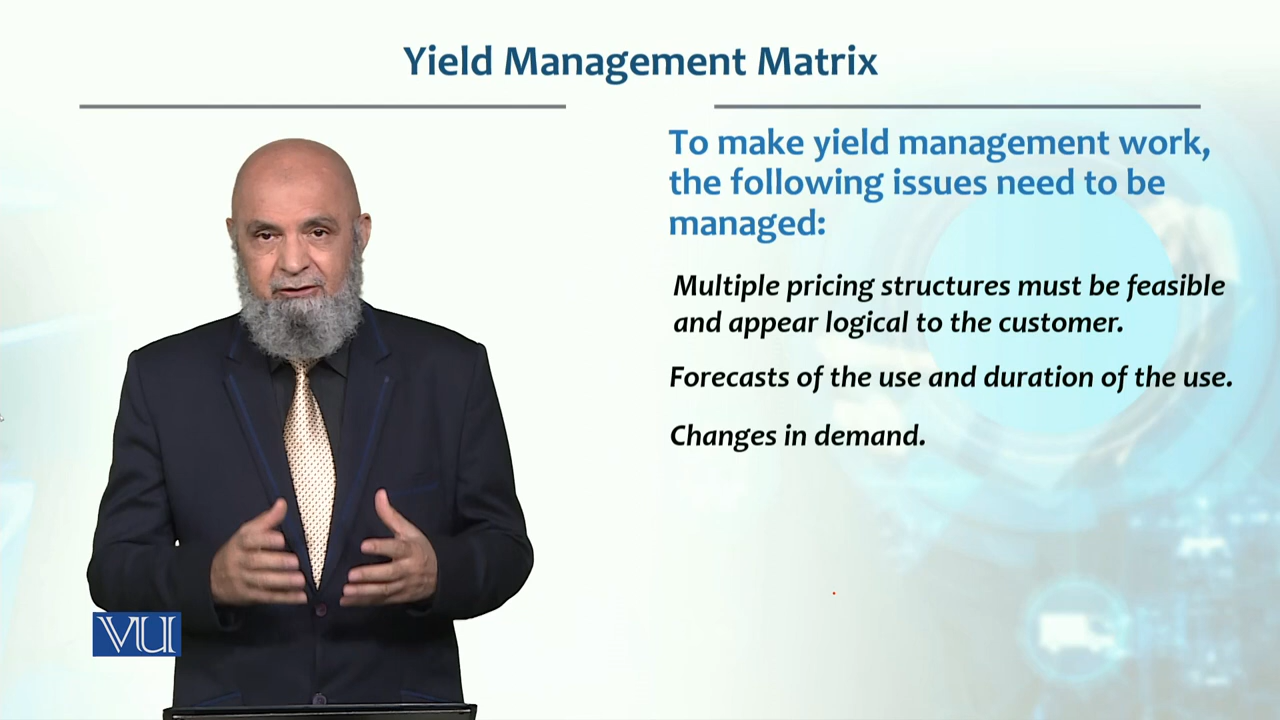 Yield Management Matrix
To make yield management work,
the following issues need to be
managed:
Multiple pricing structures must be feasible
and appear logical to the customer.
Forecasts of the use and duration of the use.
Changes in demand.
VU